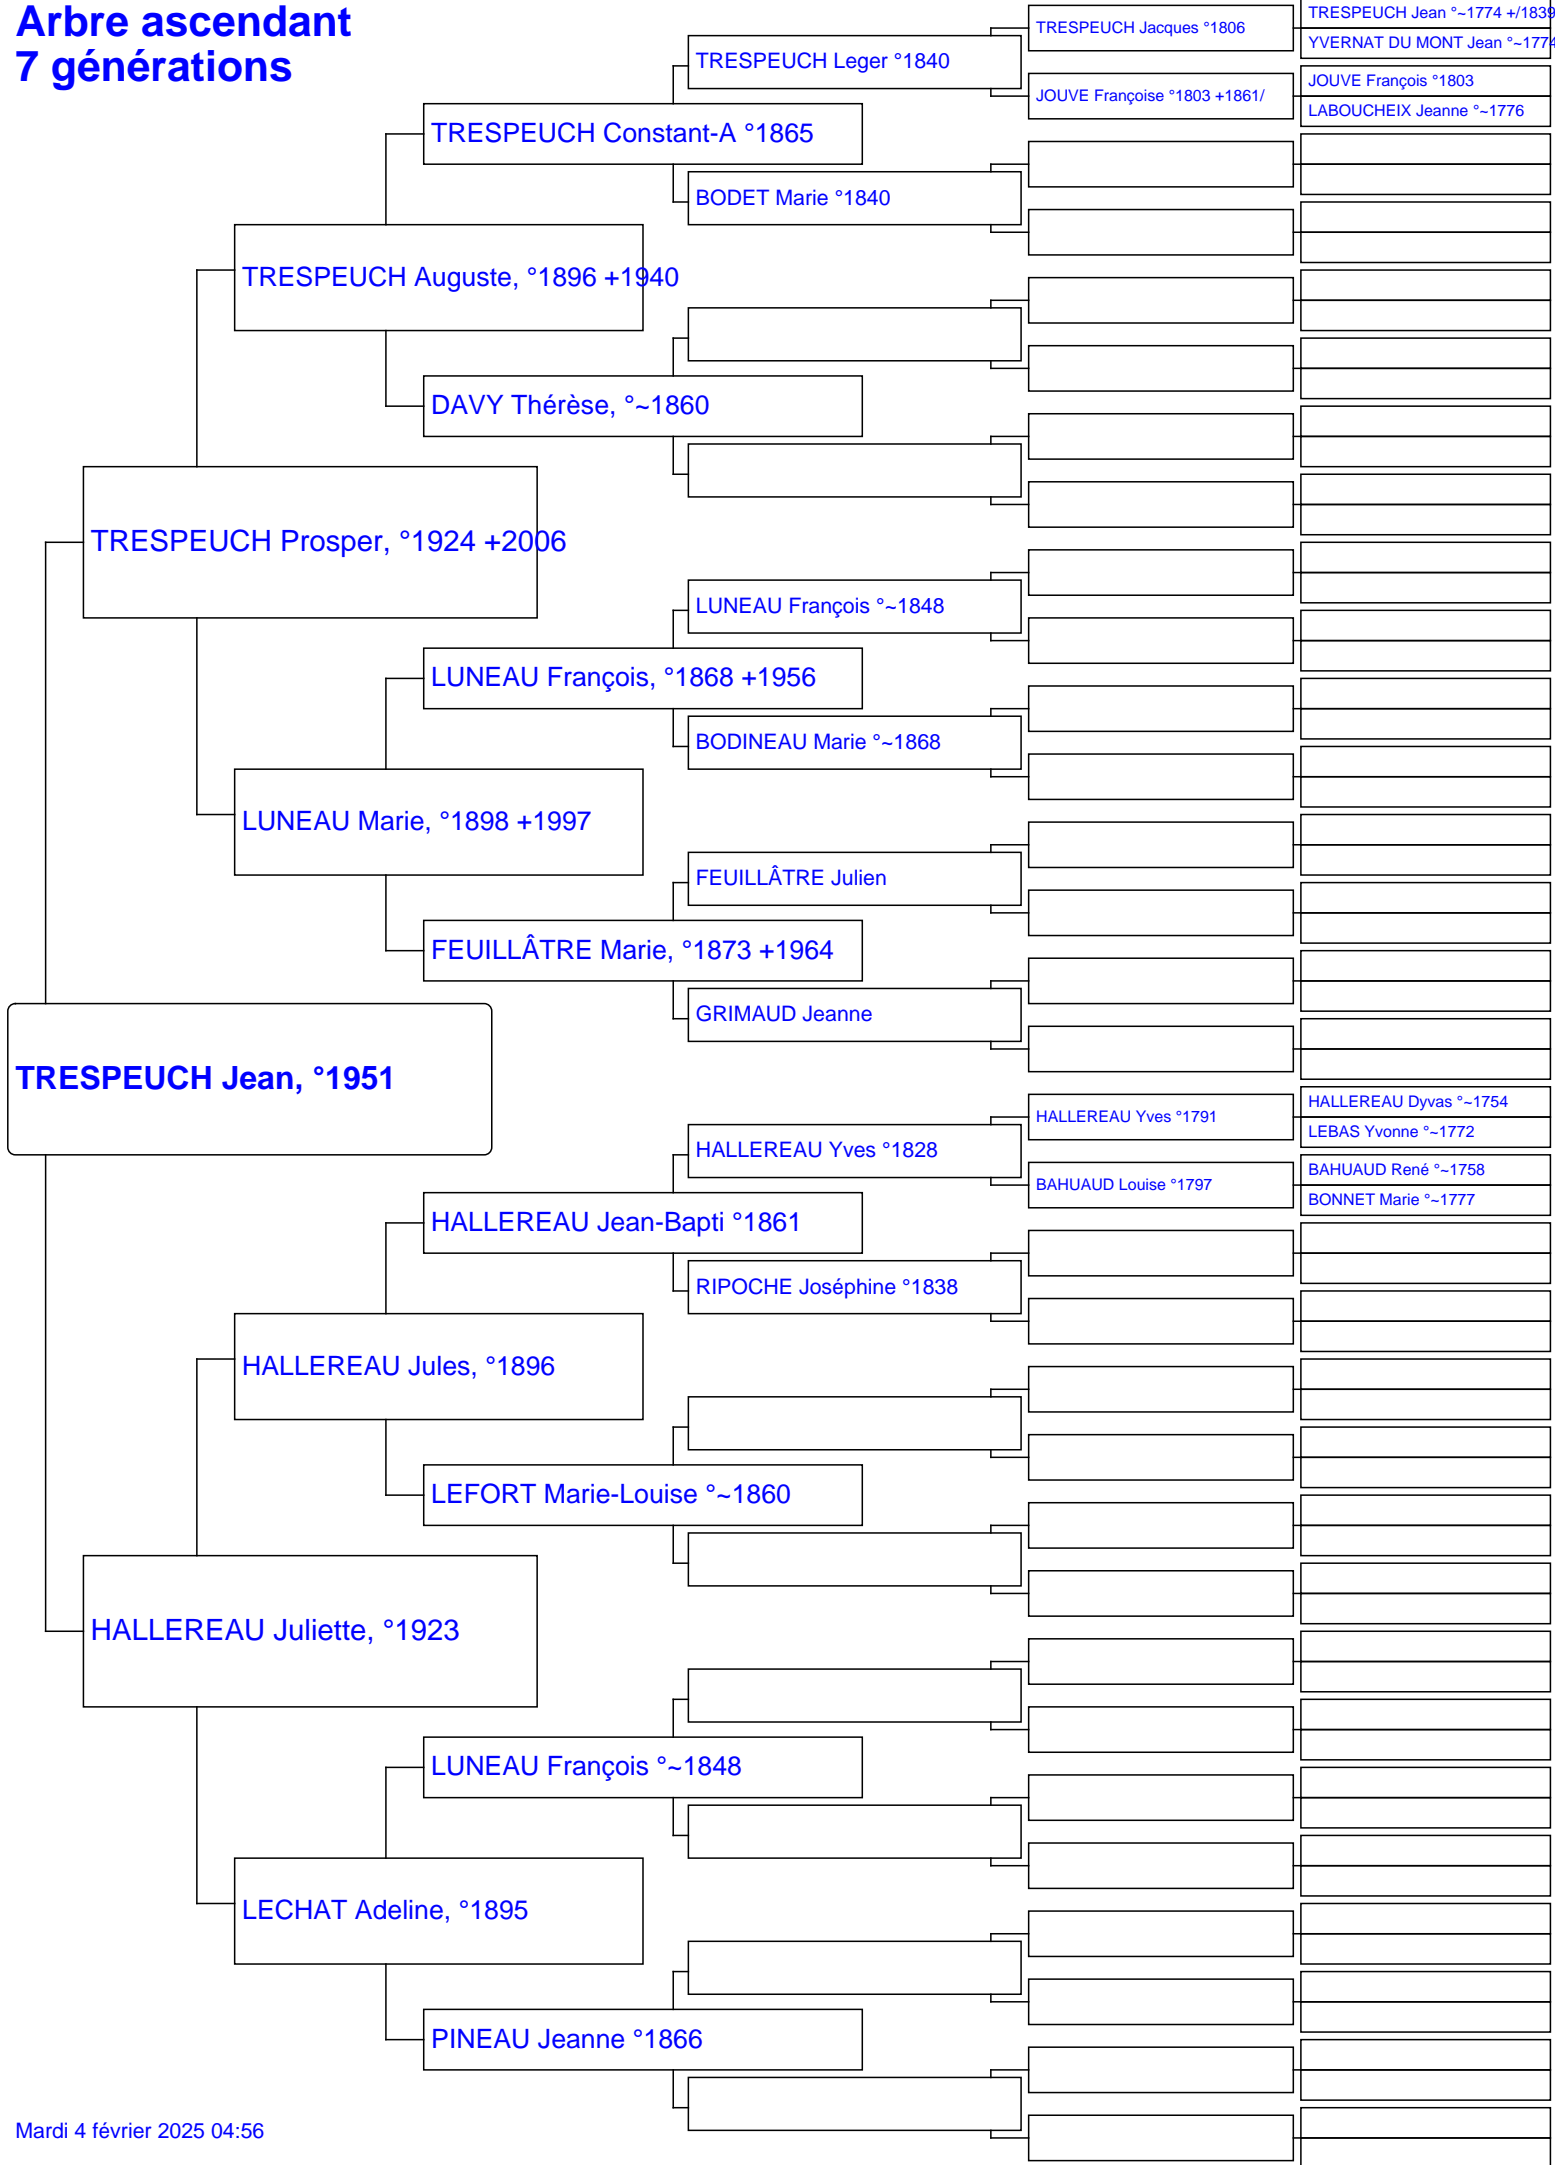 Arbre ascendant
7 générations
TRESPEUCH Jean °~1774 +/1839
TRESPEUCH Jacques °1806
YVERNAT DU MONT Jean °~1774
TRESPEUCH Leger °1840
JOUVE François °1803
JOUVE Françoise °1803 +1861/
LABOUCHEIX Jeanne °~1776
TRESPEUCH Constant-A °1865
BODET Marie °1840
TRESPEUCH Auguste, °1896 +1940
DAVY Thérèse, °~1860
TRESPEUCH Prosper, °1924 +2006
LUNEAU François °~1848
LUNEAU François, °1868 +1956
BODINEAU Marie °~1868
LUNEAU Marie, °1898 +1997
FEUILLÂTRE Julien
FEUILLÂTRE Marie, °1873 +1964
GRIMAUD Jeanne
TRESPEUCH Jean, °1951
HALLEREAU Dyvas °~1754
HALLEREAU Yves °1791
LEBAS Yvonne °~1772
HALLEREAU Yves °1828
BAHUAUD René °~1758
BAHUAUD Louise °1797
BONNET Marie °~1777
HALLEREAU Jean-Bapti °1861
RIPOCHE Joséphine °1838
HALLEREAU Jules, °1896
LEFORT Marie-Louise °~1860
HALLEREAU Juliette, °1923
LUNEAU François °~1848
LECHAT Adeline, °1895
PINEAU Jeanne °1866
Mardi 4 février 2025 04:56